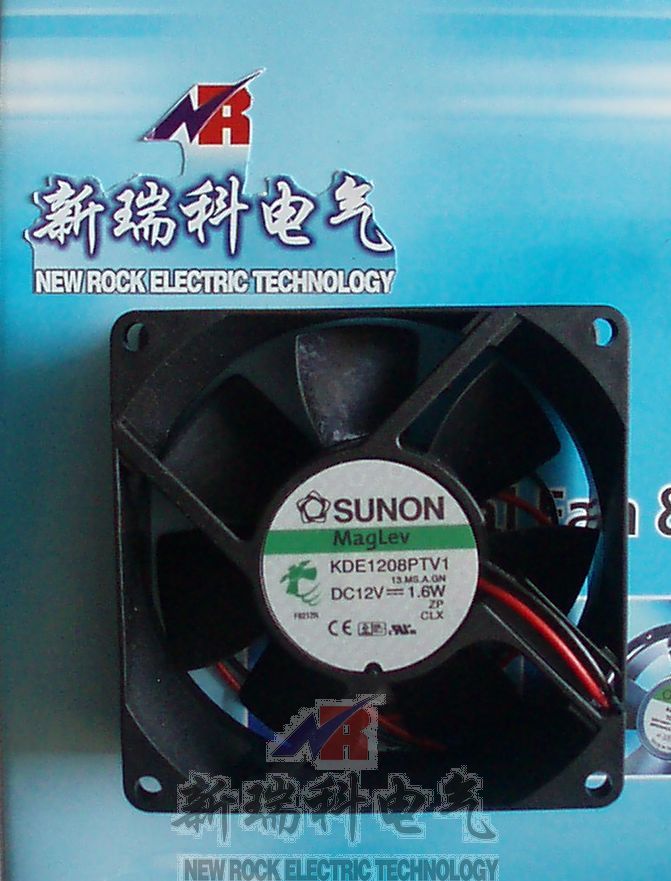 NR
新瑞科电气
NEW ROCK ELECTRIC TECHNOLOGY
SUNON
MagLev
KDE1208PTV1
13.MS.A.GN
DC12V⎓1.6W
ZP
CLX
CE
Fan &
NR
新瑞科电气
NEW ROCK ELECTRIC TECHNOLOGY